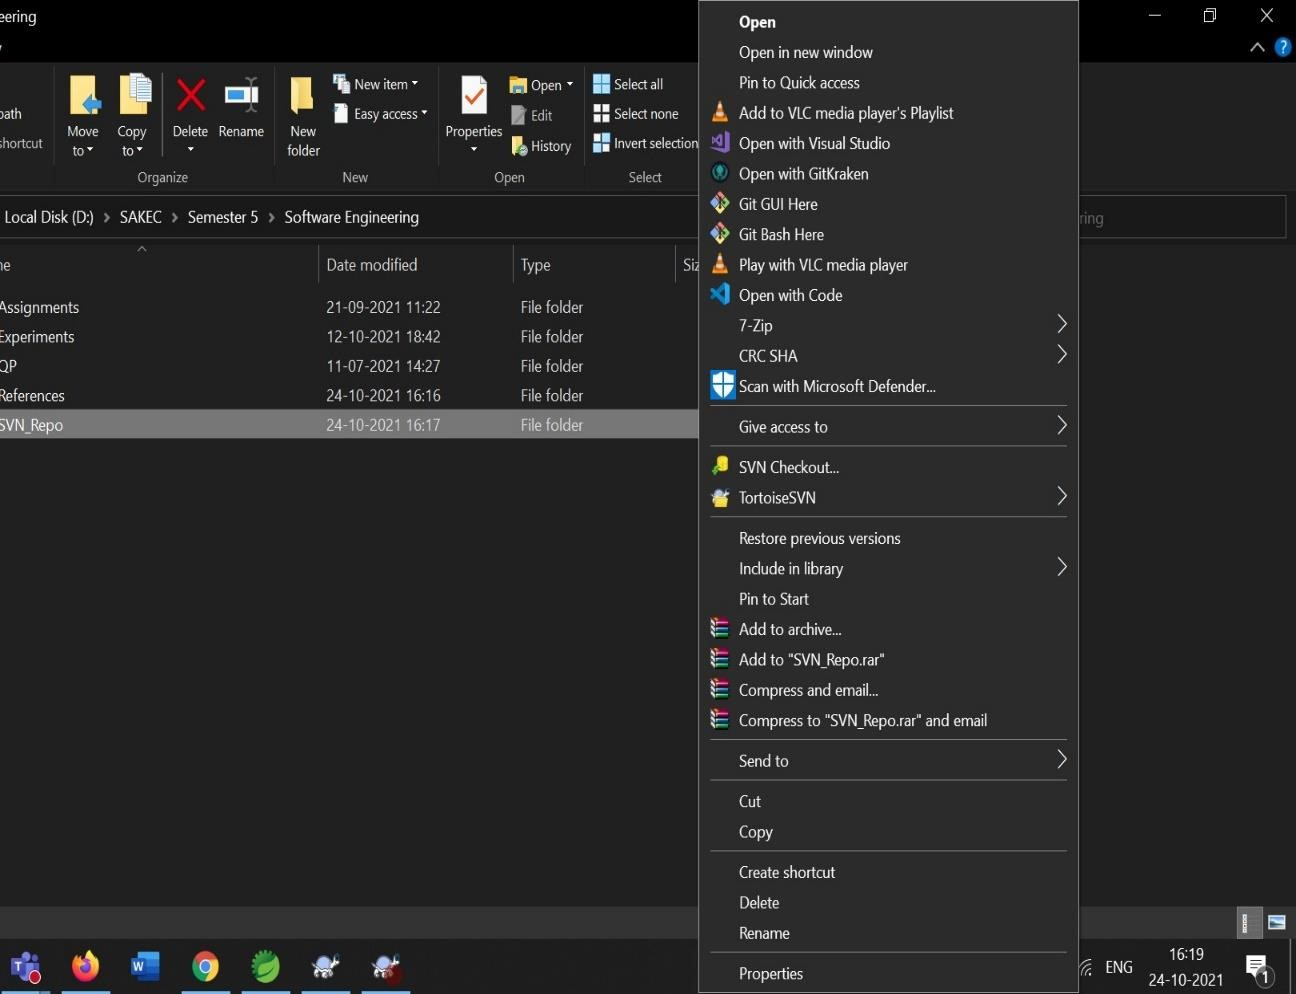 eering
path
shortcut
Move
to
Copy
to
Delete
Rename
Organize
New
folder
New item
Easy access
New
Properties
Open
Edit
History
Open
Select all
Select none
Invert selection
Select
Local Disk (D:) > SAKEC > Semester 5 > Software Engineering
ring
ne
Date modified
Type
Siz
Assignments 21-09-2021 11:22 File folder
Experiments 12-10-2021 18:42 File folder
QP 11-07-2021 14:27 File folder
References 24-10-2021 16:16 File folder
SVN_Repo 24-10-2021 16:17 File folder
Open
Open in new window
Pin to Quick access
Add to VLC media player's Playlist
Open with Visual Studio
Open with GitKraken
Git GUI Here
Git Bash Here
Play with VLC media player
Open with Code
7-Zip
CRC SHA
Scan with Microsoft Defender...
Give access to
SVN Checkout...
TortoiseSVN
Restore previous versions
Include in library
Pin to Start
Add to archive...
Add to "SVN_Repo.rar"
Compress and email...
Compress to "SVN_Repo.rar" and email
Send to
Cut
Copy
Create shortcut
Delete
Rename
Properties
ENG
16:19
24-10-2021
1